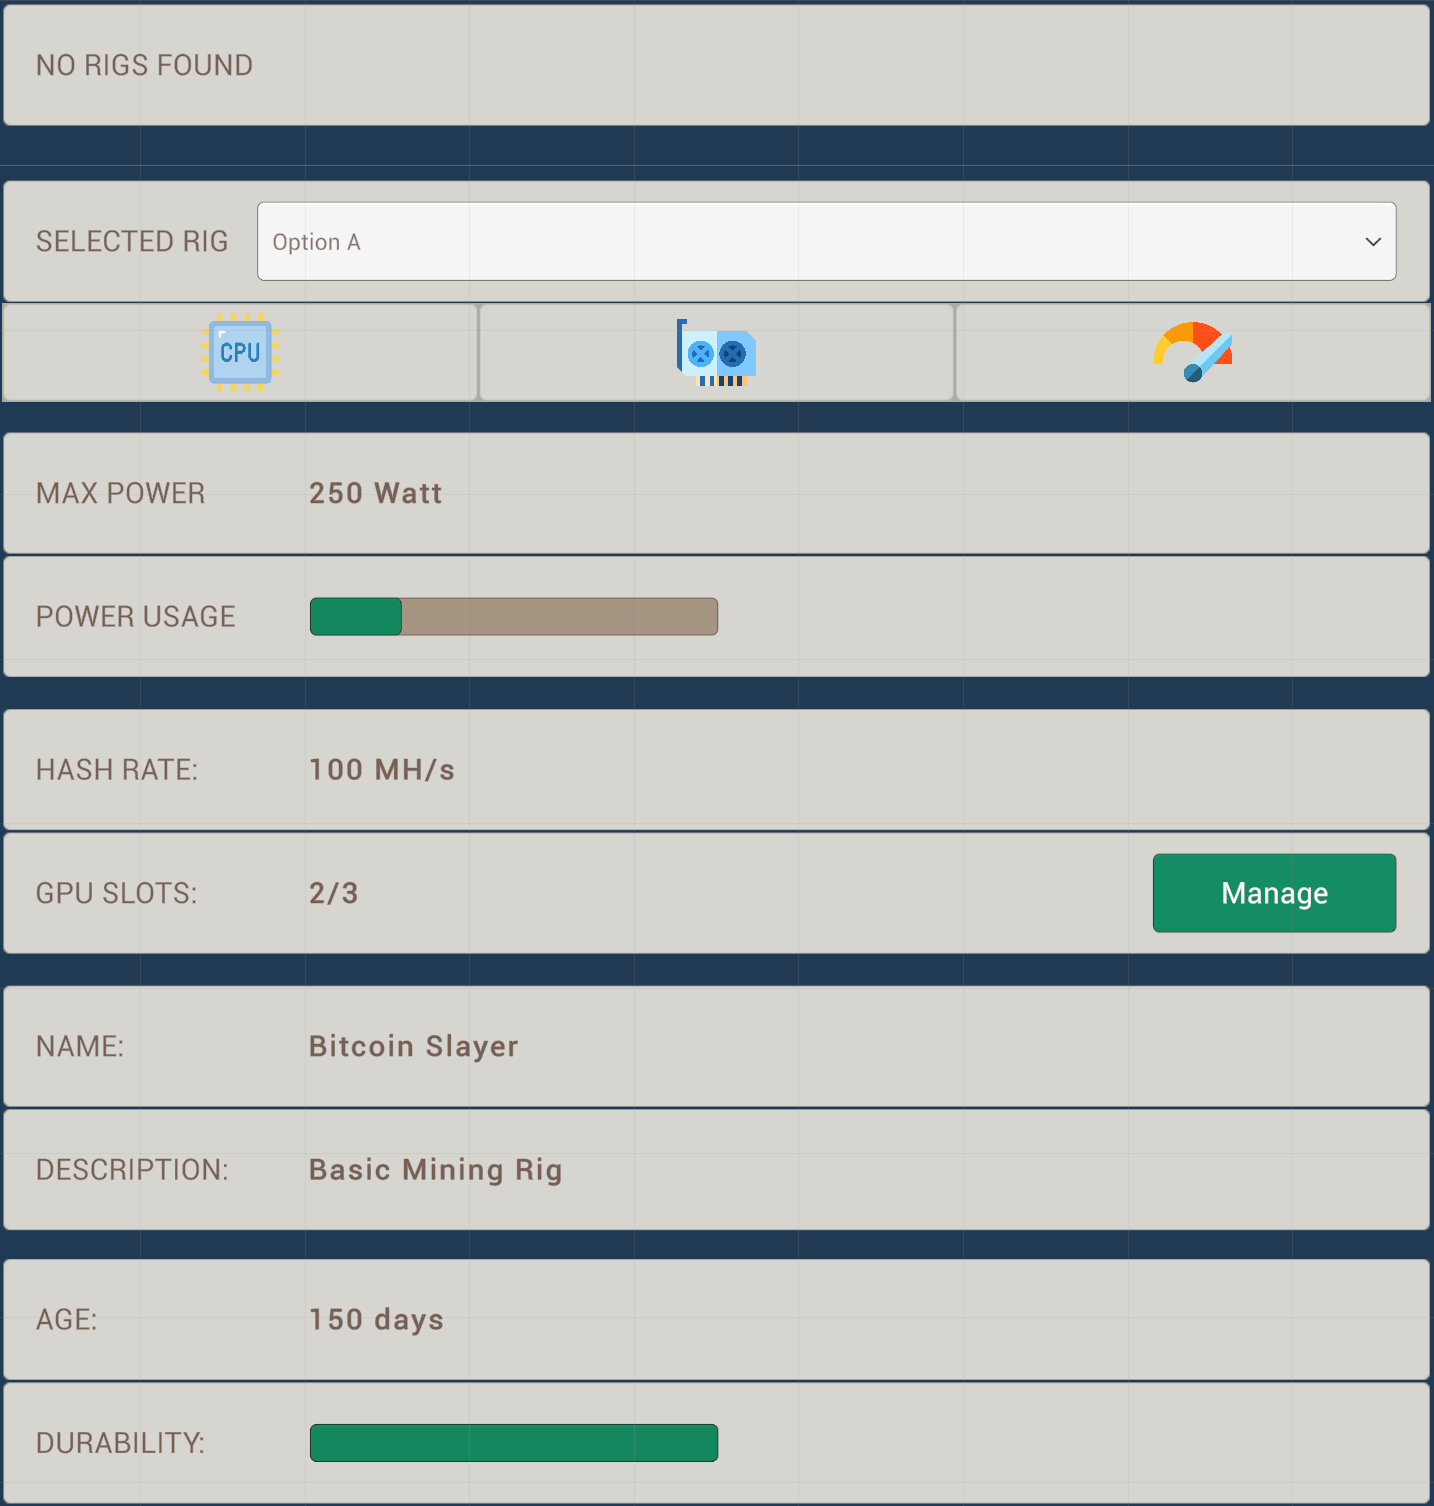 NO RIGS FOUND
SELECTED RIG Option A
CPU
MAX POWER 250 Watt
POWER USAGE
HASH RATE: 100 MH/s
GPU SLOTS: 2/3 Manage
NAME: Bitcoin Slayer
DESCRIPTION: Basic Mining Rig
AGE: 150 days
DURABILITY: